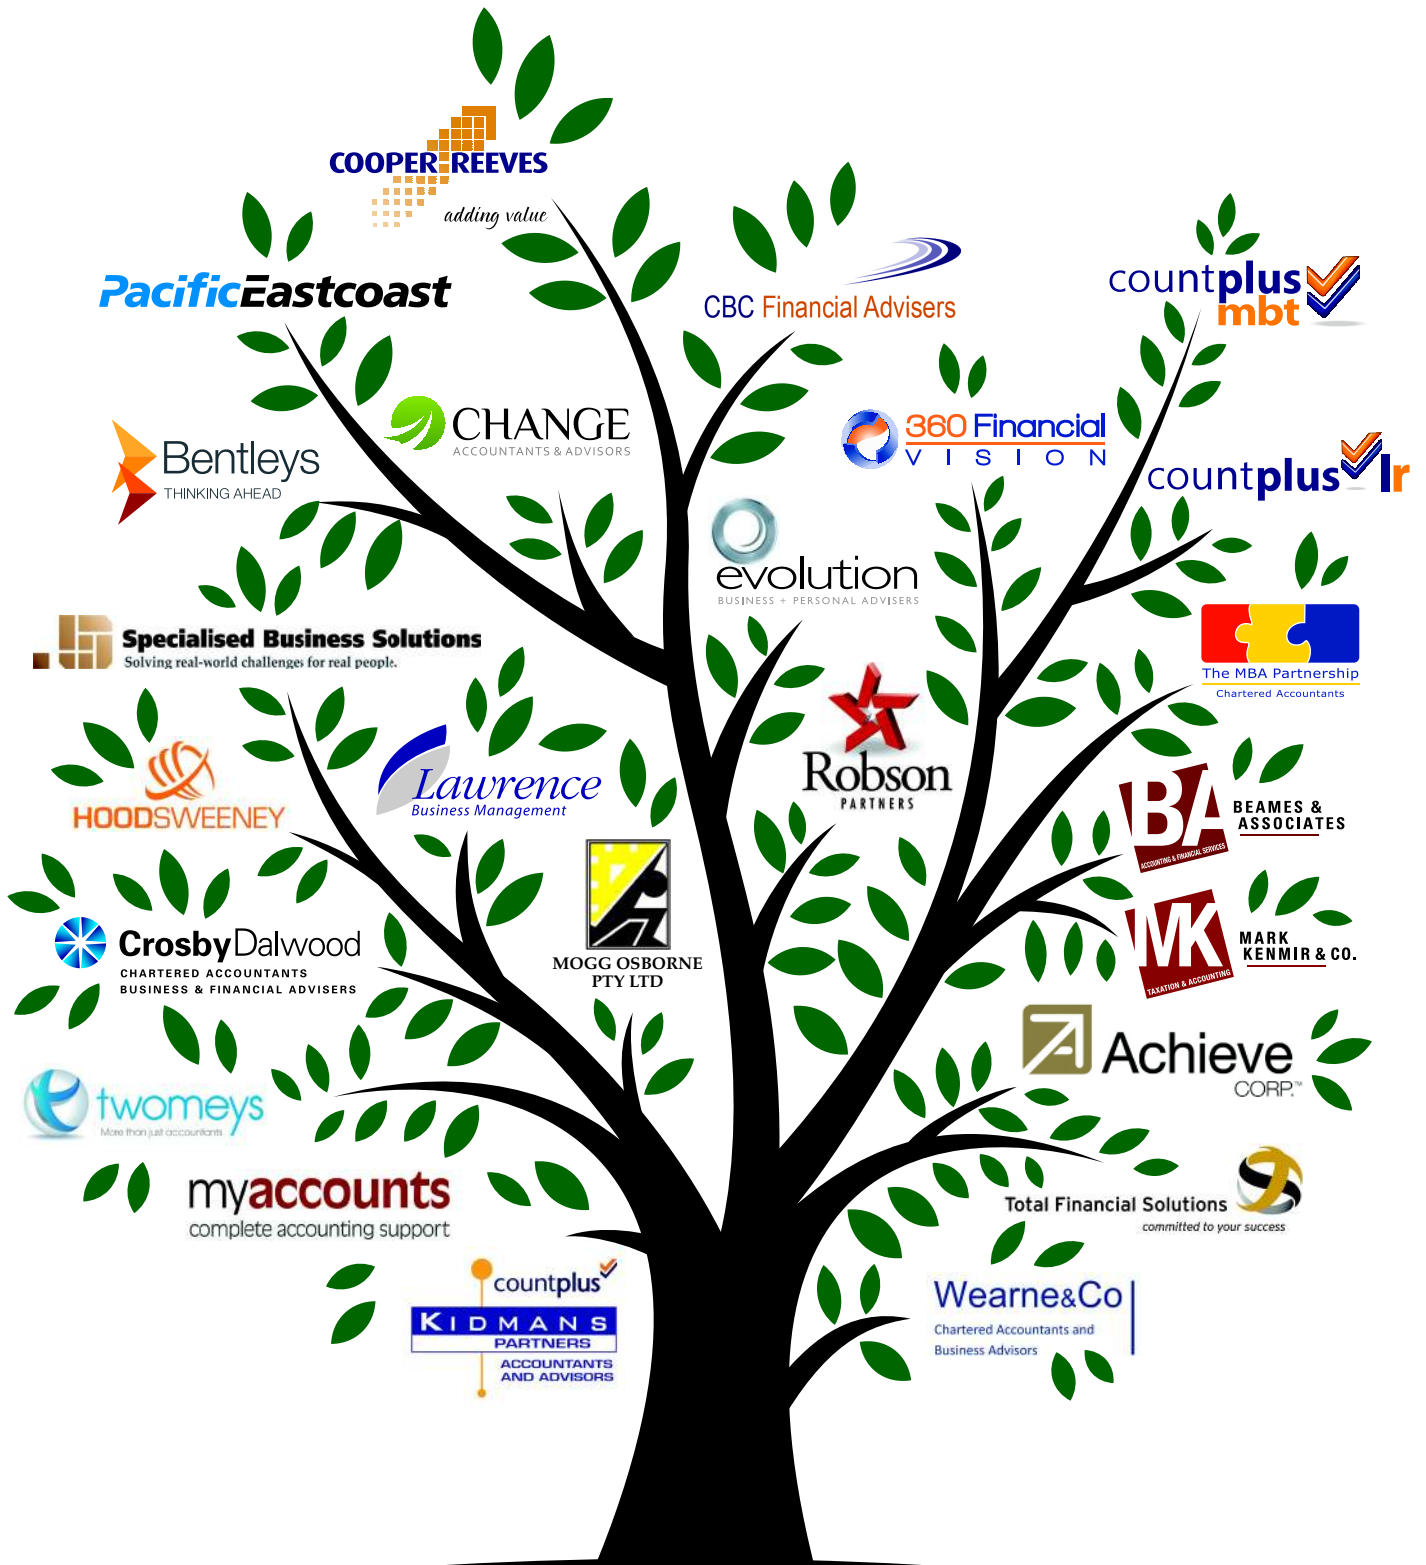 COOPER REEVES
adding value
PacificEastcoast
CBC Financial Advisers
countplus
mbt
CHANGE
ACCOUNTANTS & ADVISORS
360 Financial
VISION
Bentleys
THINKING AHEAD
countplus lr
evolution
BUSINESS + PERSONAL ADVISERS
Specialised Business Solutions
Solving real-world challenges for real people.
The MBA Partnership
Chartered Accountants
Robson
PARTNERS
HOODSWEENEY
Lawrence
Business Management
BA
ACCOUNTING & FINANCIAL SERVICES
BEAMES &
ASSOCIATES
MOGG OSBORNE
PTY LTD
CrosbyDalwood
CHARTERED ACCOUNTANTS
BUSINESS & FINANCIAL ADVISERS
MK
TAXATION & ACCOUNTING
MARK
KENMIR & CO.
Achieve
CORP.™
twomeys
More than just accountants
myaccounts
complete accounting support
Total Financial Solutions
committed to your success
countplus
KIDMANS
PARTNERS
ACCOUNTANTS
AND ADVISORS
Wearne&Co
Chartered Accountants and
Business Advisors